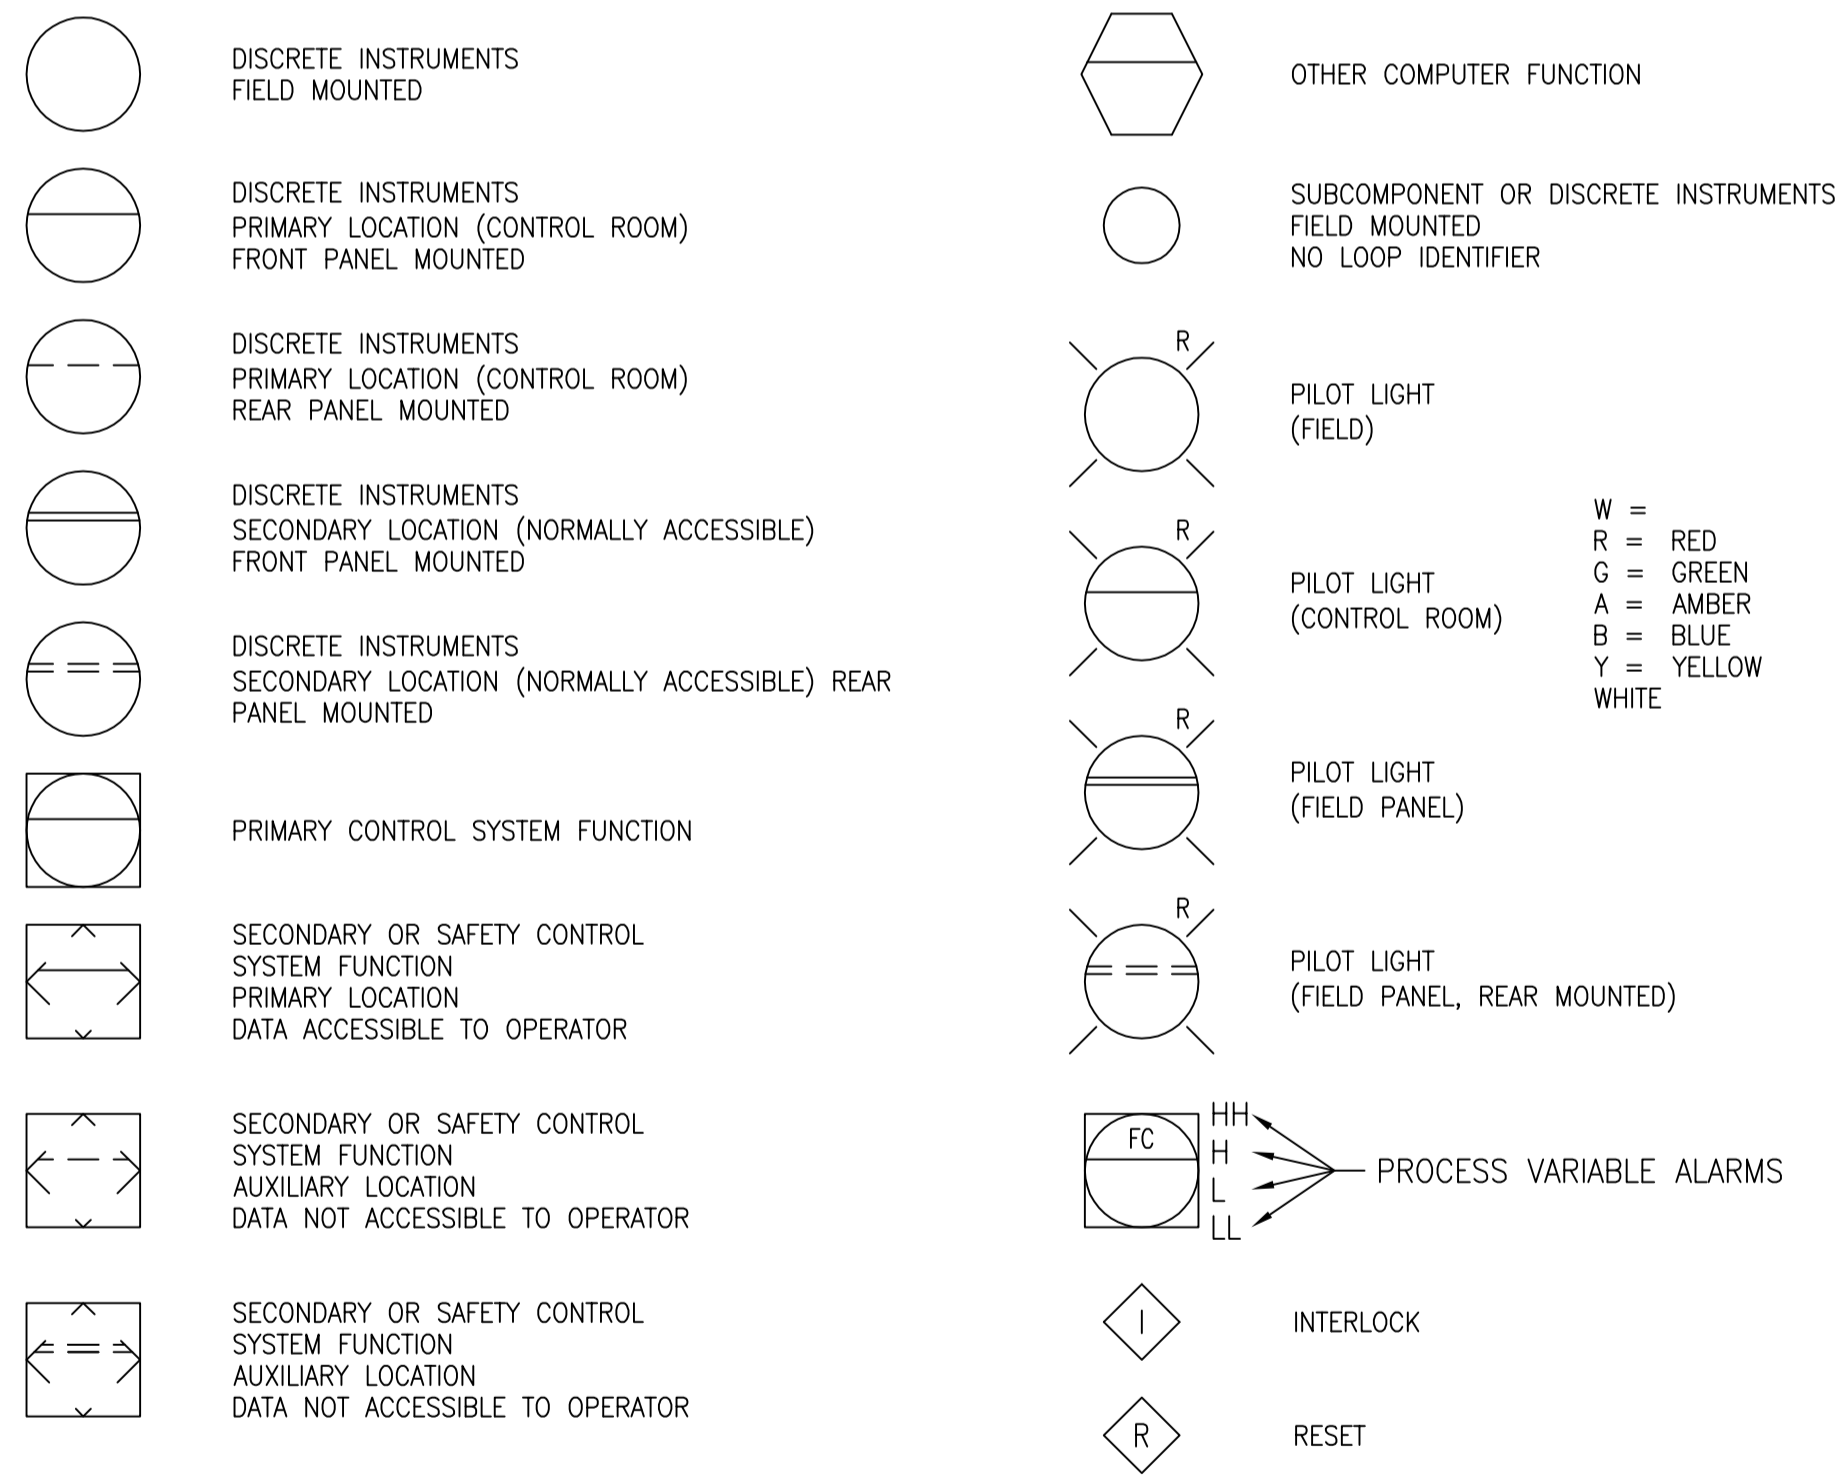 DISCRETE INSTRUMENTS
FIELD MOUNTED
DISCRETE INSTRUMENTS
PRIMARY LOCATION (CONTROL ROOM)
FRONT PANEL MOUNTED
DISCRETE INSTRUMENTS
PRIMARY LOCATION (CONTROL ROOM)
REAR PANEL MOUNTED
DISCRETE INSTRUMENTS
SECONDARY LOCATION (NORMALLY ACCESSIBLE)
FRONT PANEL MOUNTED
DISCRETE INSTRUMENTS
SECONDARY LOCATION (NORMALLY ACCESSIBLE) REAR
PANEL MOUNTED
PRIMARY CONTROL SYSTEM FUNCTION
SECONDARY OR SAFETY CONTROL
SYSTEM FUNCTION
PRIMARY LOCATION
DATA ACCESSIBLE TO OPERATOR
SECONDARY OR SAFETY CONTROL
SYSTEM FUNCTION
AUXILIARY LOCATION
DATA NOT ACCESSIBLE TO OPERATOR
SECONDARY OR SAFETY CONTROL
SYSTEM FUNCTION
AUXILIARY LOCATION
DATA NOT ACCESSIBLE TO OPERATOR
OTHER COMPUTER FUNCTION
SUBCOMPONENT OR DISCRETE INSTRUMENTS
FIELD MOUNTED
NO LOOP IDENTIFIER
R
PILOT LIGHT
(FIELD)
R
PILOT LIGHT
(CONTROL ROOM)
W =
R = RED
G = GREEN
A = AMBER
B = BLUE
Y = YELLOW
WHITE
R
PILOT LIGHT
(FIELD PANEL)
R
PILOT LIGHT
(FIELD PANEL, REAR MOUNTED)
FC
HH
H
L
LL
PROCESS VARIABLE ALARMS
I
INTERLOCK
R
RESET